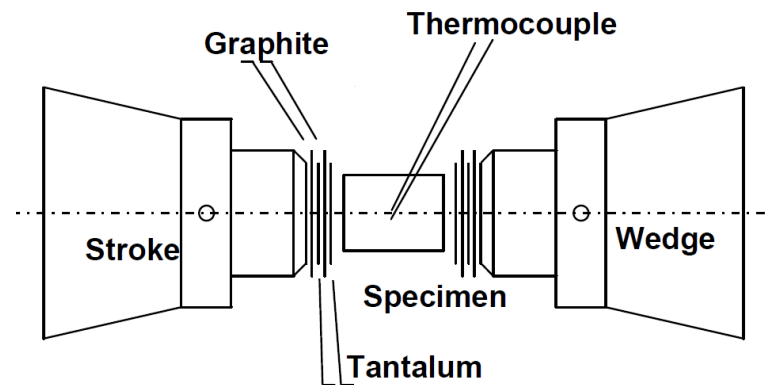 Thermocouple
Graphite
Stroke
Wedge
Specimen
Tantalum